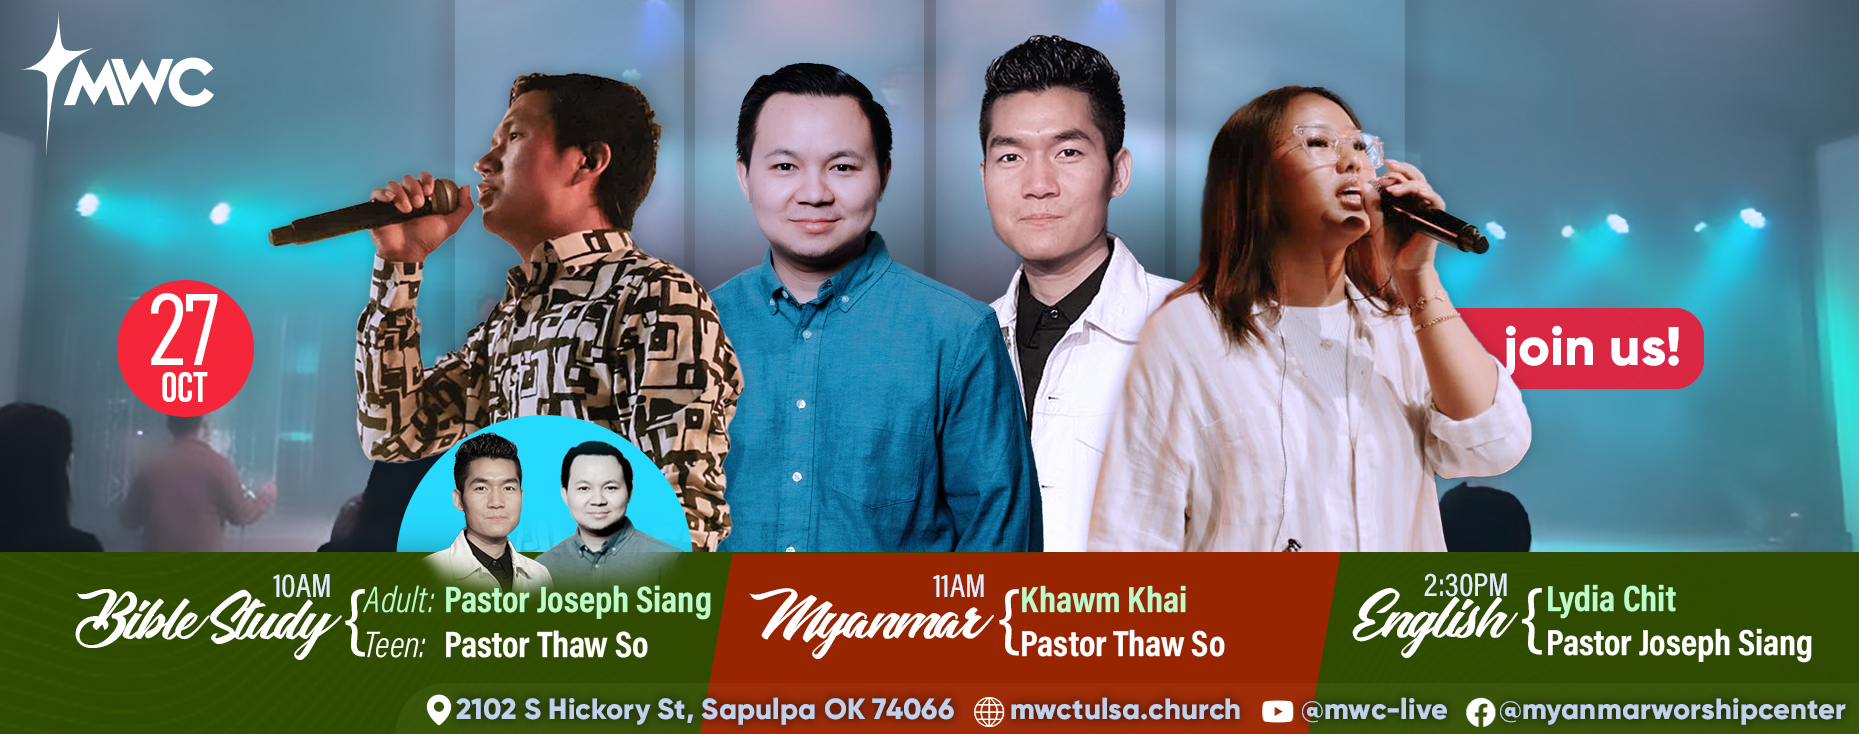 MWC
27
OCT
join us!
10AM
Bible Study
Adult: Pastor Joseph Siang
Teen: Pastor Thaw So
11AM
Myanmar
Khawm Khai
Pastor Thaw So
2:30PM
English
Lydia Chit
Pastor Joseph Siang
2102 S Hickory St, Sapulpa OK 74066 mwctulsa.church @mwc-live @myanmarworshipcenter